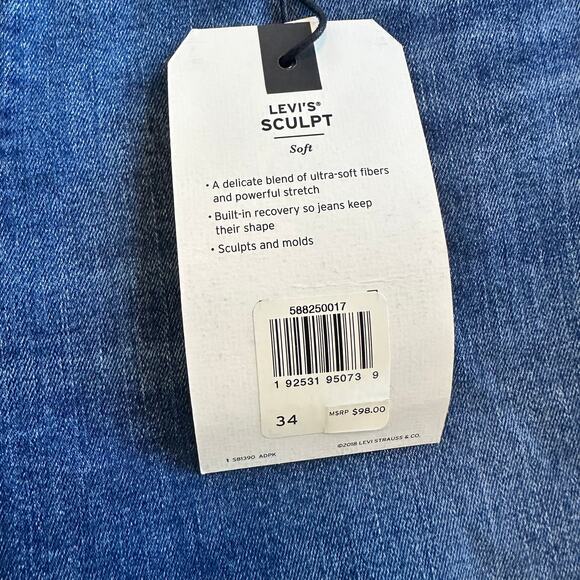 LEVI'S®
SCULPT
Soft
• A delicate blend of ultra-soft fibers
and powerful stretch
• Built-in recovery so jeans keep
their shape
• Sculpts and molds
588250017
1 92531 95073 9
34 MSRP $98.00
©2018 LEVI STRAUSS & CO.
1 S81390 ADPK